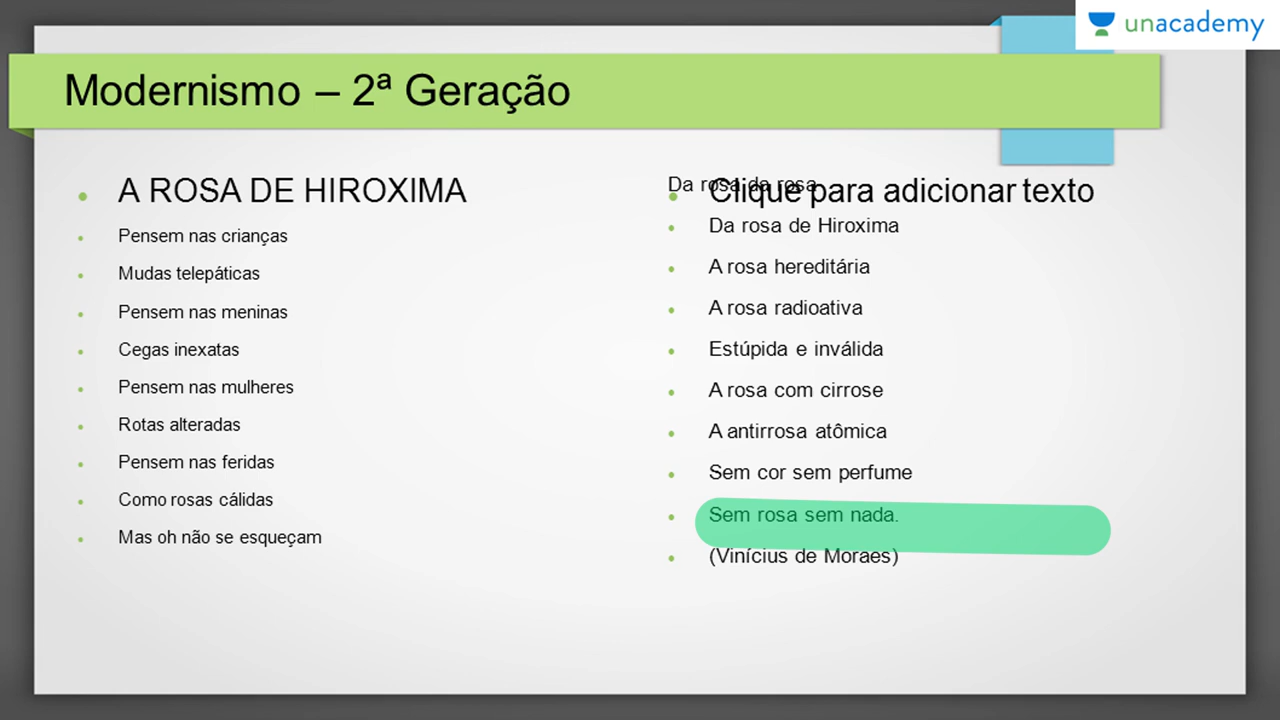 unacademy
Modernismo – 2ª Geração
A ROSA DE HIROXIMA
Pensem nas crianças
Mudas telepáticas
Pensem nas meninas
Cegas inexatas
Pensem nas mulheres
Rotas alteradas
Pensem nas feridas
Como rosas cálidas
Mas oh não se esqueçam
Da rosa da rosa
Clique para adicionar texto
Da rosa de Hiroxima
A rosa hereditária
A rosa radioativa
Estúpida e inválida
A rosa com cirrose
A antirrosa atômica
Sem cor sem perfume
Sem rosa sem nada.
(Vinícius de Moraes)